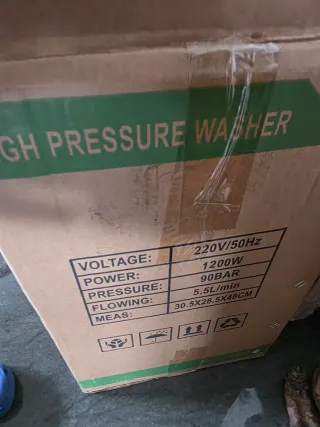 GH PRESSURE WASHER
VOLTAGE: 220V/50Hz
POWER: 1200W
PRESSURE: 90BAR
FLOWING: 5.5L/min
MEAS: 30.5X28.5X48CM